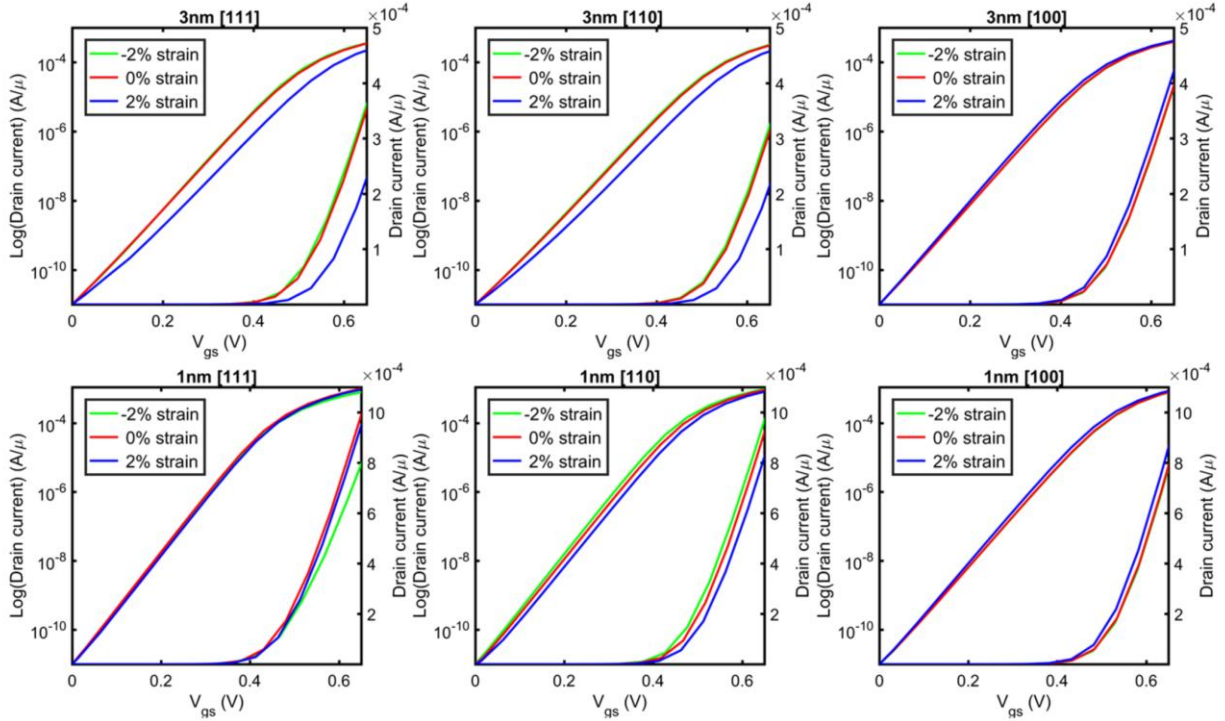 3nm [111]
×10⁻⁴
-2% strain
0% strain
2% strain
Log(Drain current) (A/μ)
10⁻⁴
10⁻⁶
10⁻⁸
10⁻¹⁰
0 0.2 0.4 0.6
V_gs (V)
5
4
3
2
1
Drain current (A/μ)
3nm [110]
×10⁻⁴
-2% strain
0% strain
2% strain
Log(Drain current) (A/μ)
10⁻⁴
10⁻⁶
10⁻⁸
10⁻¹⁰
0 0.2 0.4 0.6
V_gs (V)
5
4
3
2
1
Drain current (A/μ)
3nm [100]
×10⁻⁴
-2% strain
0% strain
2% strain
Log(Drain current) (A/μ)
10⁻⁴
10⁻⁶
10⁻⁸
10⁻¹⁰
0 0.2 0.4 0.6
V_gs (V)
5
4
3
2
1
Drain current (A/μ)
1nm [111]
×10⁻⁴
-2% strain
0% strain
2% strain
Log(Drain current) (A/μ)
10⁻⁴
10⁻⁶
10⁻⁸
10⁻¹⁰
0 0.2 0.4 0.6
V_gs (V)
10
8
6
4
2
Drain current (A/μ)
1nm [110]
×10⁻⁴
-2% strain
0% strain
2% strain
Log(Drain current) (A/μ)
10⁻⁴
10⁻⁶
10⁻⁸
10⁻¹⁰
0 0.2 0.4 0.6
V_gs (V)
10
8
6
4
2
Drain current (A/μ)
1nm [100]
×10⁻⁴
-2% strain
0% strain
2% strain
Log(Drain current) (A/μ)
10⁻⁴
10⁻⁶
10⁻⁸
10⁻¹⁰
0 0.2 0.4 0.6
V_gs (V)
10
8
6
4
2
Drain current (A/μ)